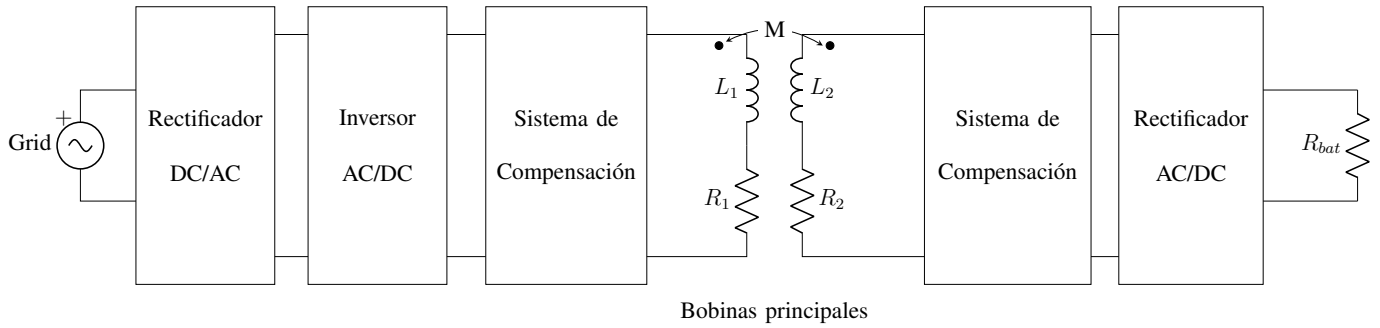 Grid
+
Rectificador
DC/AC
Inversor
AC/DC
Sistema de
Compensación
M
L₁
R₁
L₂
R₂
Sistema de
Compensación
Rectificador
AC/DC
R_bat
Bobinas principales